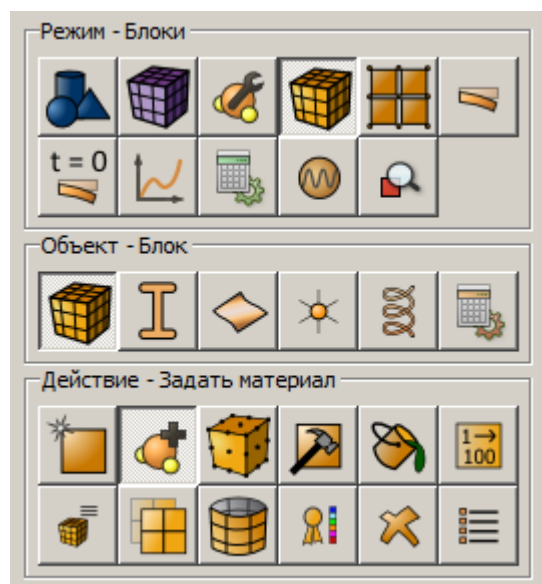 Режим - Блоки
t = 0
Объект - Блок
Действие - Задать материал
1→
100